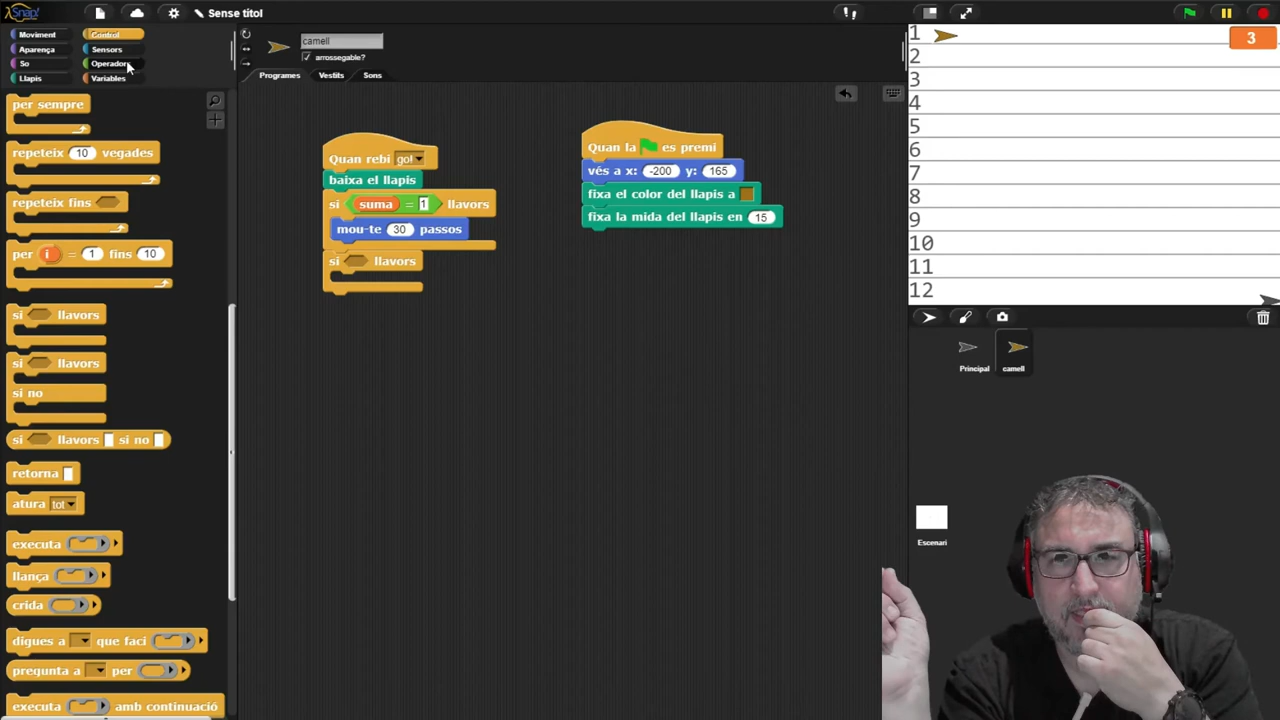 Snap!
Sense títol
Moviment
Control
Aparença
Sensors
So
Operadors
Llapis
Variables
per sempre
repeteix 10 vegades
repeteix fins
per i = 1 fins 10
si llavors
si llavors
si no
si llavors si no
retorna
atura tot
executa
llança
crida
digues a que faci
pregunta a per
executa amb continuació
camell
arrossegable?
Programes
Vestits
Sons
Quan rebi go!
baixa el llapis
si suma = 1 llavors
mou-te 30 passos
si llavors
Quan la es premi
vés a x: -200 y: 165
fixa el color del llapis a
fixa la mida del llapis en 15
1
2
3
4
5
6
7
8
9
10
11
12
3
Principal
camell
Escenari